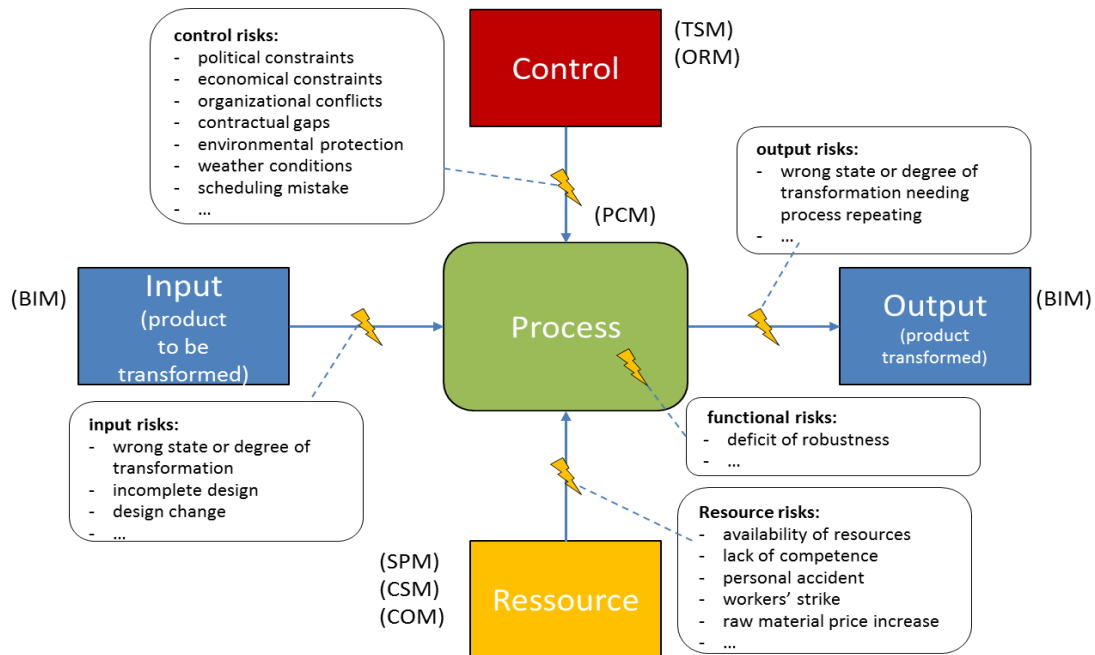 control risks:
- political constraints
- economical constraints
- organizational conflicts
- contractual gaps
- environmental protection
- weather conditions
- scheduling mistake
- ...
Control
(TSM)
(ORM)
(PCM)
output risks:
- wrong state or degree of
transformation needing
process repeating
- ...
(BIM)
Input
(product
to be
transformed)
Process
Output
(product
transformed)
(BIM)
input risks:
- wrong state or degree of
transformation
- incomplete design
- design change
- ...
functional risks:
- deficit of robustness
- ...
(SPM)
(CSM)
(COM)
Ressource
Resource risks:
- availability of resources
- lack of competence
- personal accident
- workers’ strike
- raw material price increase
- ...